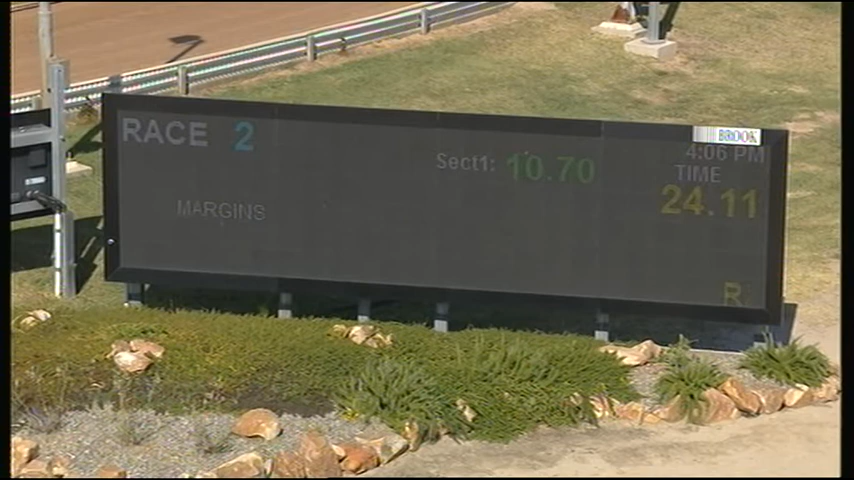 BROOK
RACE 2
4:06 PM
Sect1: 10.70
TIME
24.11
MARGINS
R